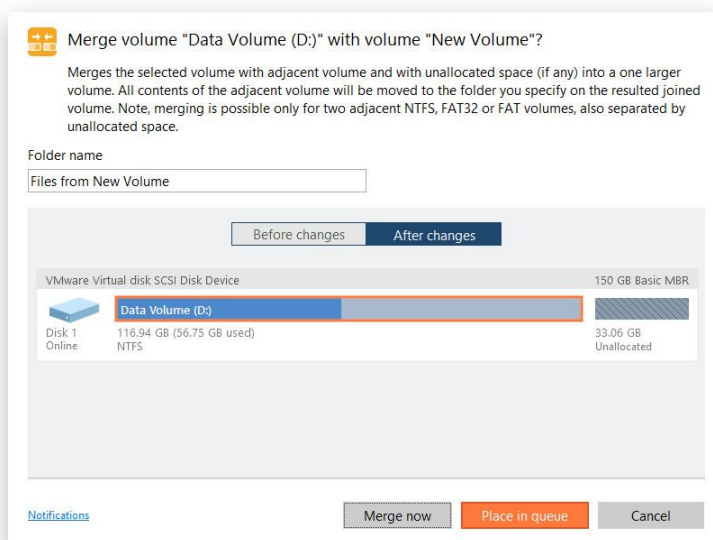 Merge volume "Data Volume (D:)" with volume "New Volume"?
Merges the selected volume with adjacent volume and with unallocated space (if any) into a one larger
volume. All contents of the adjacent volume will be moved to the folder you specify on the resulted joined
volume. Note, merging is possible only for two adjacent NTFS, FAT32 or FAT volumes, also separated by
unallocated space.
Folder name
Files from New Volume
Before changes After changes
VMware Virtual disk SCSI Disk Device 150 GB Basic MBR
Data Volume (D:)
Disk 1 116.94 GB (56.75 GB used) 33.06 GB
Online NTFS Unallocated
Notifications Merge now Place in queue Cancel